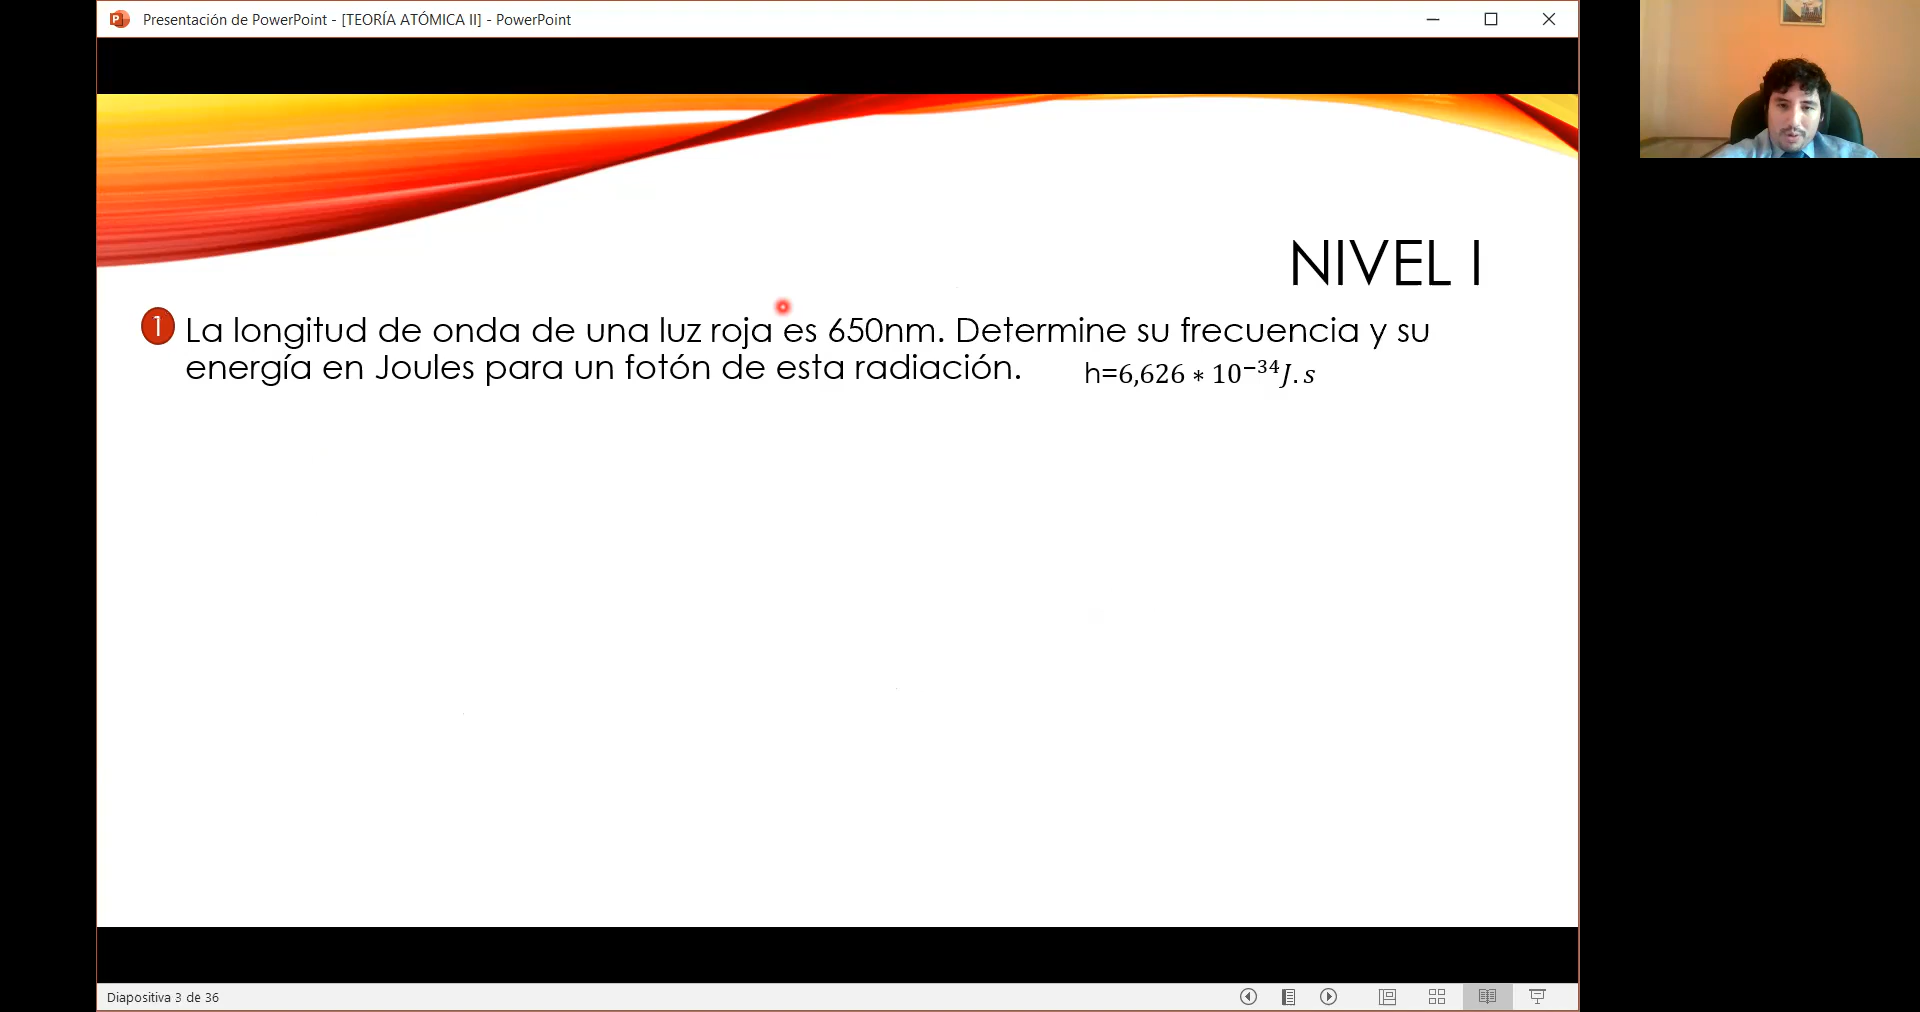 Presentación de PowerPoint - [TEORÍA ATÓMICA II] - PowerPoint
NIVEL I
1 La longitud de onda de una luz roja es 650nm. Determine su frecuencia y su
energía en Joules para un fotón de esta radiación. h=6,626 ∗ 10⁻³⁴J. s
Diapositiva 3 de 36